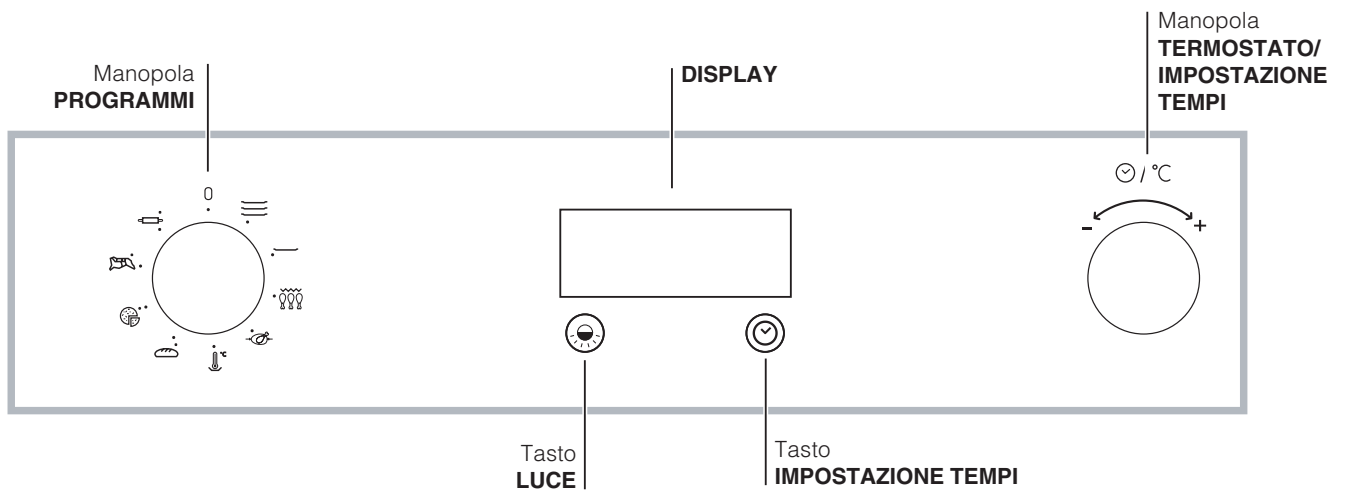 Manopola
PROGRAMMI
DISPLAY
Manopola
TERMOSTATO/
IMPOSTAZIONE
TEMPI
0
°C
/ °C
- +
Tasto
LUCE
Tasto
IMPOSTAZIONE TEMPI